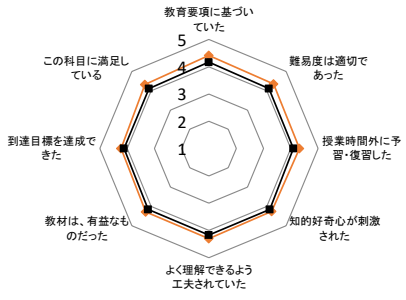 教育要項に基づい
ていた
難易度は適切で
あった
授業時間外に予
習・復習した
知的好奇心が刺激
された
よく理解できるよう
工夫されていた
教材は、有益なも
のだった
到達目標を達成で
きた
この科目に満足し
ている
5
4
3
2
1